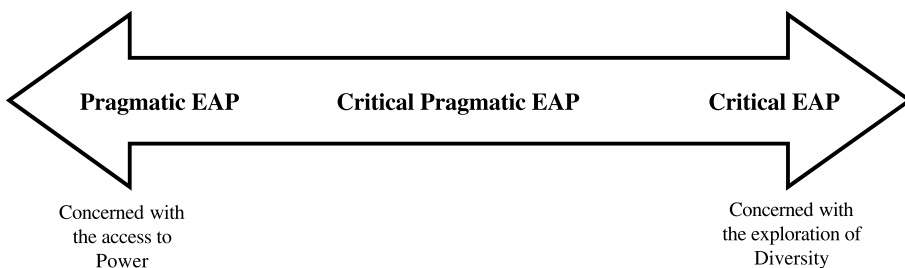 Pragmatic EAP Critical Pragmatic EAP Critical EAP
Concerned with
the access to
Power
Concerned with
the exploration of
Diversity